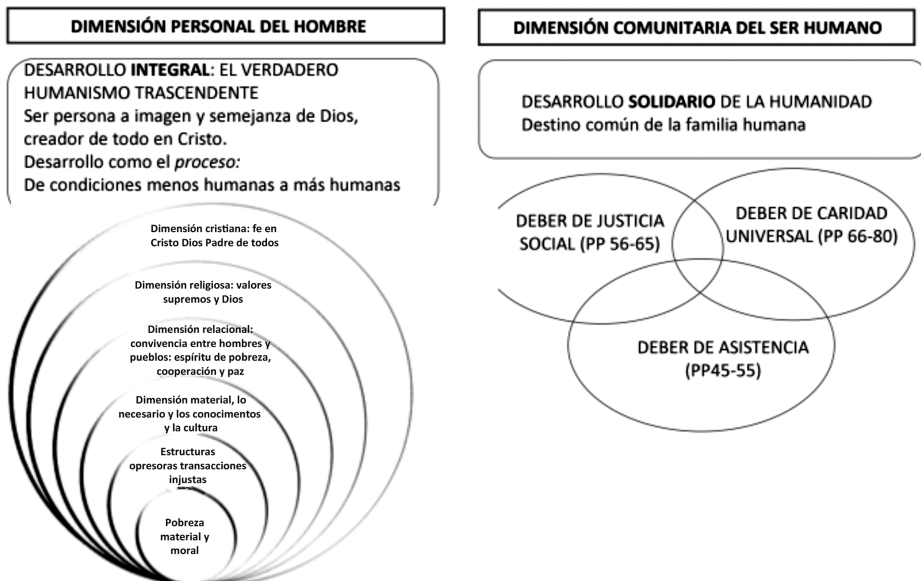 DIMENSIÓN PERSONAL DEL HOMBRE
DESARROLLO INTEGRAL: EL VERDADERO
HUMANISMO TRASCENDENTE
Ser persona a imagen y semejanza de Dios,
creador de todo en Cristo.
Desarrollo como el proceso:
De condiciones menos humanas a más humanas
Dimensión cristiana: fe en
Cristo Dios Padre de todos
Dimensión religiosa: valores
supremos y Dios
Dimensión relacional:
convivencia entre hombres y
pueblos: espíritu de pobreza,
cooperación y paz
Dimensión material, lo
necesario y los conocimentos
y la cultura
Estructuras
opresoras transacciones
injustas
Pobreza
material y
moral
DIMENSIÓN COMUNITARIA DEL SER HUMANO
DESARROLLO SOLIDARIO DE LA HUMANIDAD
Destino común de la familia humana
DEBER DE JUSTICIA
SOCIAL (PP 56-65)
DEBER DE CARIDAD
UNIVERSAL (PP 66-80)
DEBER DE ASISTENCIA
(PP45-55)